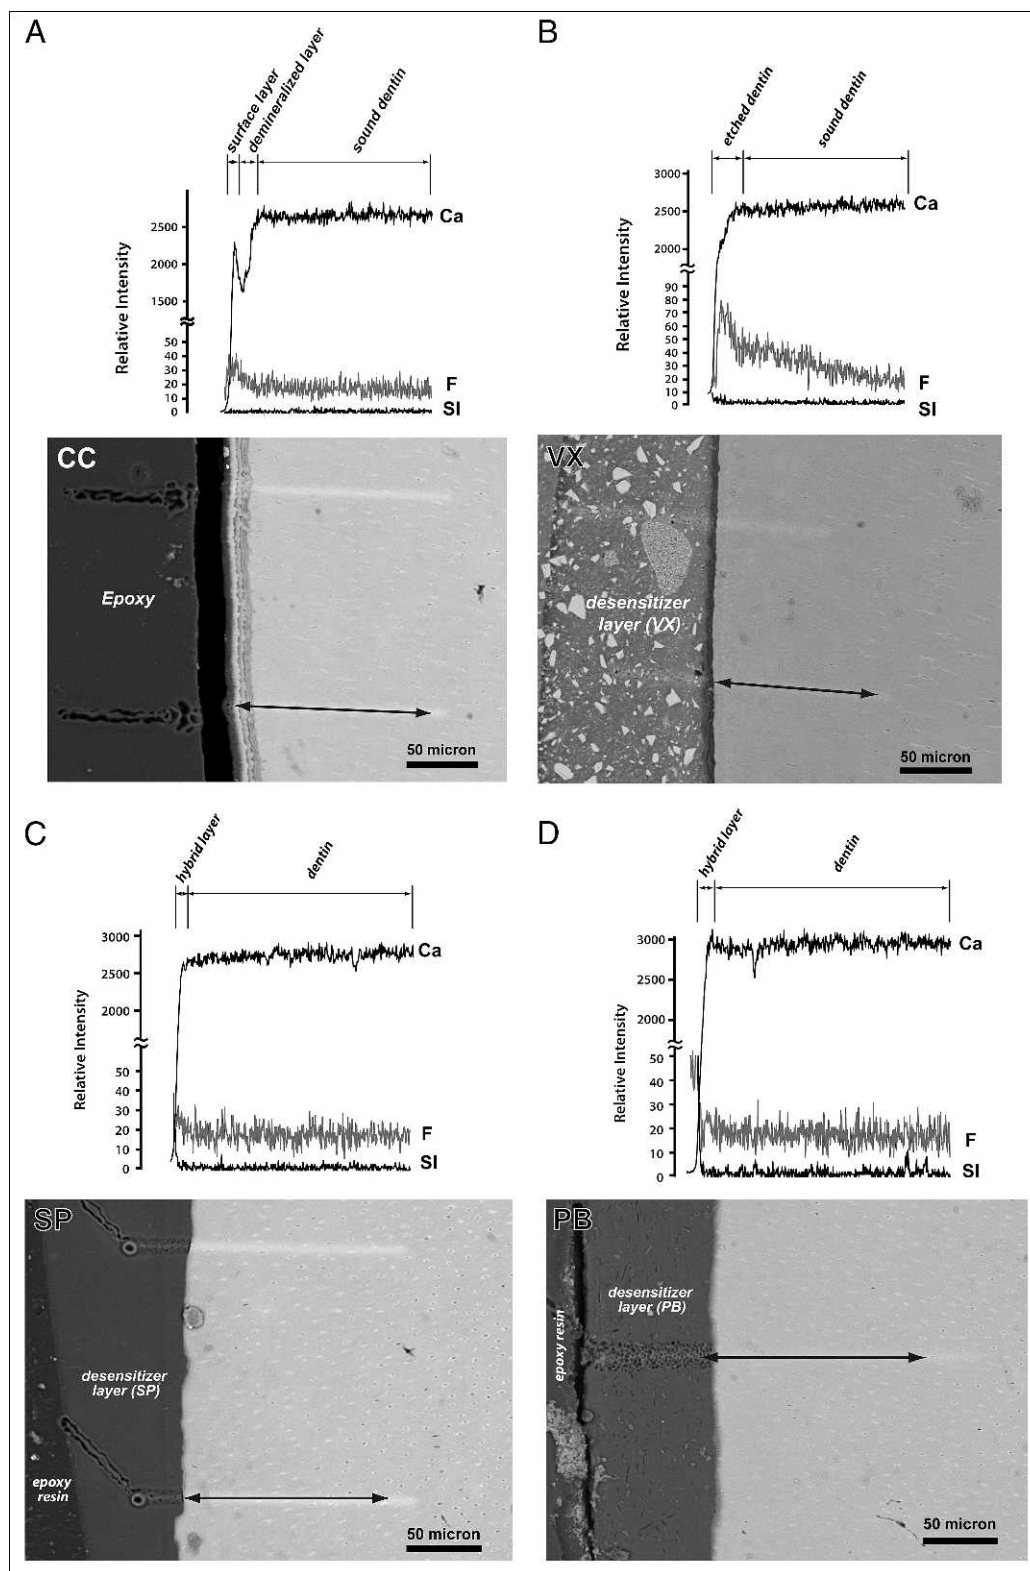 A
surface layer
demineralized layer
sound dentin
2500
2000
1500
50
40
30
20
10
0
Relative Intensity
Ca
F
SI
CC
Epoxy
50 micron
B
etched dentin
sound dentin
3000
2500
2000
90
80
70
60
50
40
30
20
10
0
Relative Intensity
Ca
F
SI
VX
desensitizer
layer (VX)
50 micron
C
hybrid layer
dentin
3000
2500
2000
50
40
30
20
10
0
Relative Intensity
Ca
F
SI
SP
desensitizer
layer (SP)
epoxy
resin
50 micron
D
hybrid layer
dentin
3000
2500
2000
50
40
30
20
10
0
Relative Intensity
Ca
F
SI
PB
desensitizer
layer (PB)
epoxy resin
50 micron